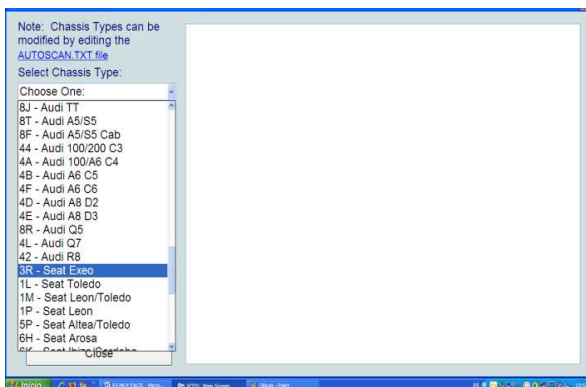 Note: Chassis Types can be
modified by editing the
AUTOSCAN.TXT file
Select Chassis Type:
Choose One:
8J - Audi TT
8T - Audi A5/S5
8F - Audi A5/S5 Cab
44 - Audi 100/200 C3
4A - Audi 100/A6 C4
4B - Audi A6 C5
4F - Audi A6 C6
4D - Audi A8 D2
4E - Audi A8 D3
8R - Audi Q5
4L - Audi Q7
42 - Audi R8
3R - Seat Exeo
1L - Seat Toledo
1M - Seat Leon/Toledo
1P - Seat Leon
5P - Seat Altea/Toledo
6H - Seat Arosa
6K - Seat Ibiza/Cordoba
Close
Inicio